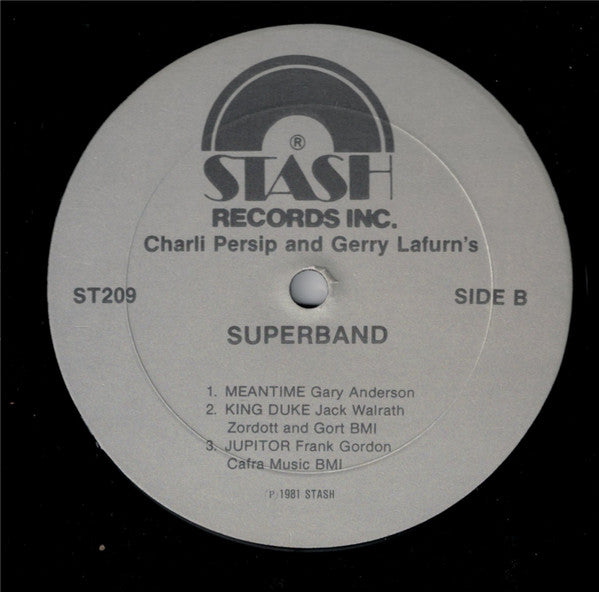 ®
STASH
RECORDS INC.
Charli Persip and Gerry Lafurn's
ST209
SIDE B
SUPERBAND
1. MEANTIME Gary Anderson
2. KING DUKE Jack Walrath
Zordott and Gort BMI
3. JUPITOR Frank Gordon
Cafra Music BMI
℗ 1981 STASH